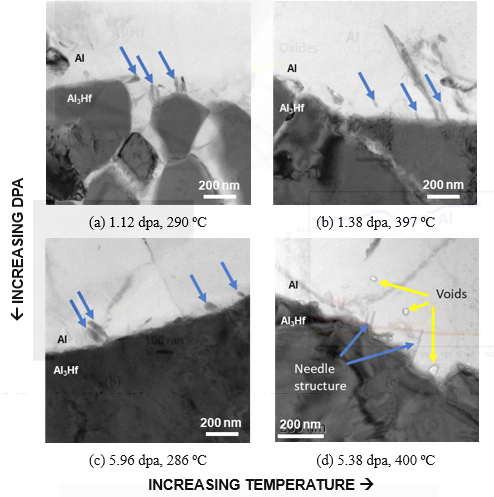 Al
Al₃Hf
200 nm
(a) 1.12 dpa, 290 ºC
Oxides
Al
Al₃Hf
200 nm
Al
(b) 1.38 dpa, 397 ºC
← INCREASING DPA
Al
Al₃Hf
200 nm
(c) 5.96 dpa, 286 ºC
Al
Al₃Hf
Voids
Needle
structure
200 nm
(d) 5.38 dpa, 400 ºC
INCREASING TEMPERATURE →